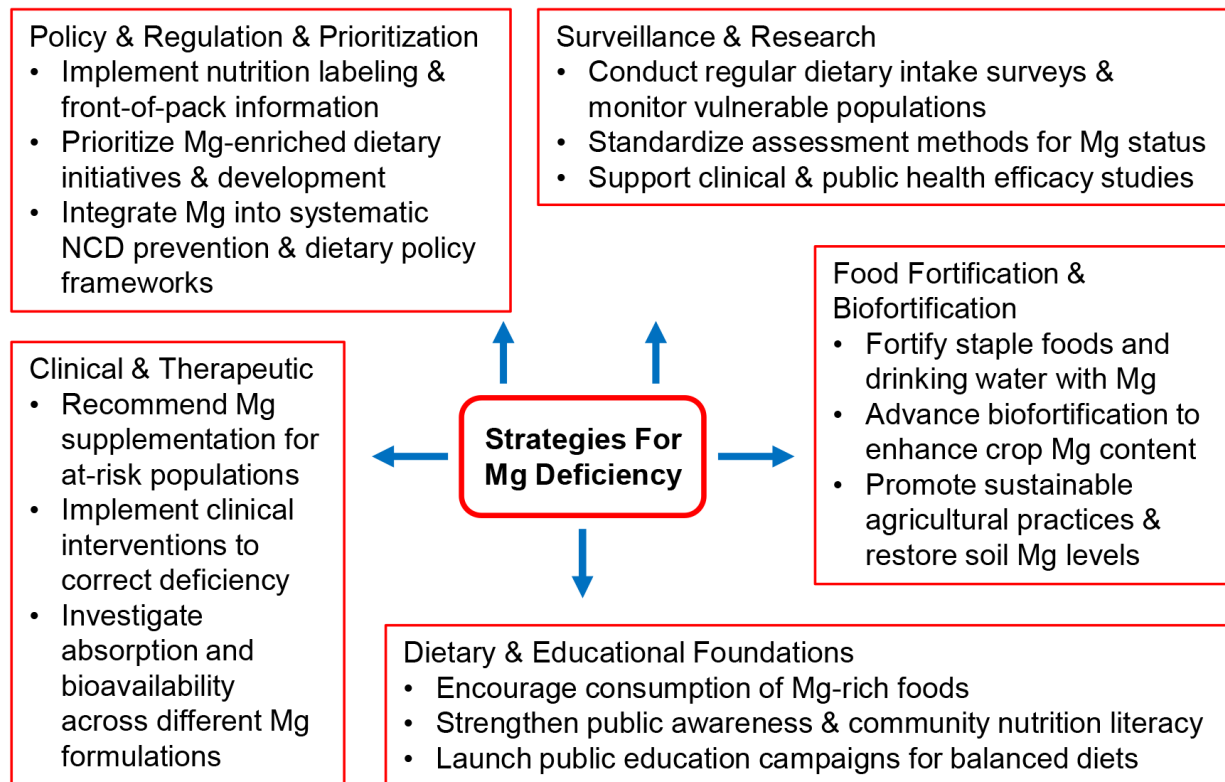 Policy & Regulation & Prioritization
• Implement nutrition labeling &
front-of-pack information
• Prioritize Mg-enriched dietary
initiatives & development
• Integrate Mg into systematic
NCD prevention & dietary policy
frameworks
Surveillance & Research
• Conduct regular dietary intake surveys &
monitor vulnerable populations
• Standardize assessment methods for Mg status
• Support clinical & public health efficacy studies
Clinical & Therapeutic
• Recommend Mg
supplementation for
at-risk populations
• Implement clinical
interventions to
correct deficiency
• Investigate
absorption and
bioavailability
across different Mg
formulations
Strategies For
Mg Deficiency
Food Fortification &
Biofortification
• Fortify staple foods and
drinking water with Mg
• Advance biofortification to
enhance crop Mg content
• Promote sustainable
agricultural practices &
restore soil Mg levels
Dietary & Educational Foundations
• Encourage consumption of Mg-rich foods
• Strengthen public awareness & community nutrition literacy
• Launch public education campaigns for balanced diets